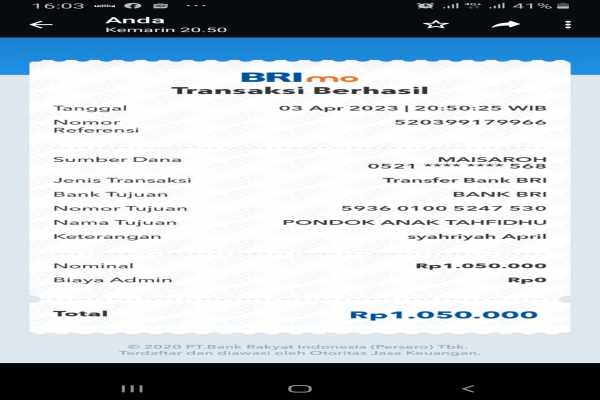 16:03 41%
Anda
Kemarin 20.50
BRImo
Transaksi Berhasil
Tanggal 03 Apr 2023 | 20:50:25 WIB
Nomor Referensi 520399179966
Sumber Dana MAISAROH
0521 **** **** 568
Jenis Transaksi Transfer Bank BRI
Bank Tujuan BANK BRI
Nomor Tujuan 5936 0100 5247 530
Nama Tujuan PONDOK ANAK TAHFIDHU
Keterangan syahriyah April
Nominal Rp1.050.000
Biaya Admin Rp0
Total Rp1.050.000
© 2020 PT.Bank Rakyat Indonesia (Persero) Tbk.
Terdaftar dan diawasi oleh Otoritas Jasa Keuangan.